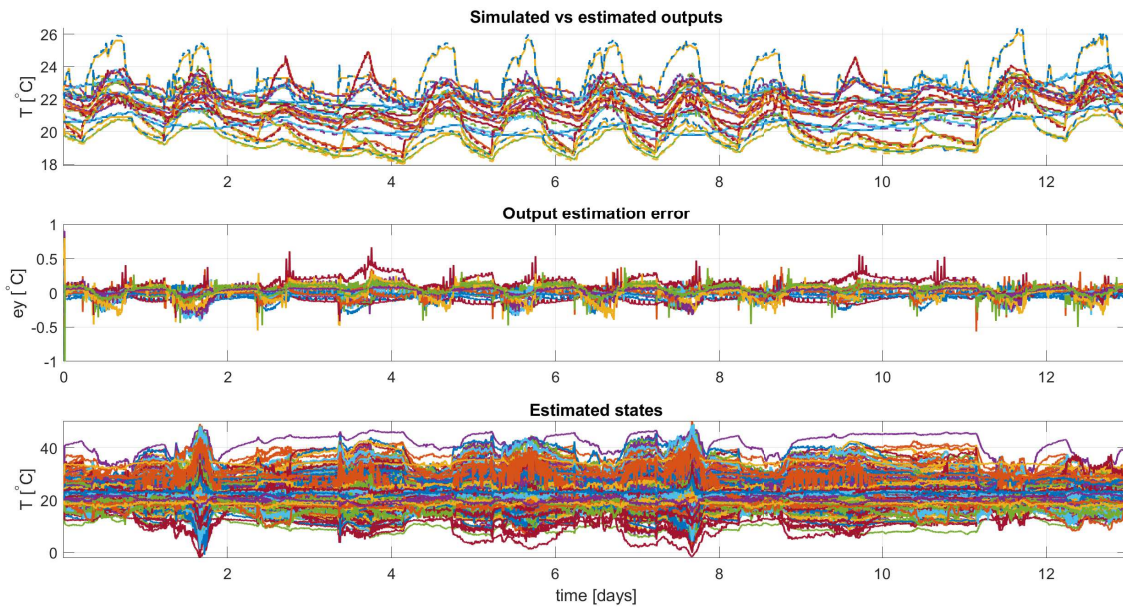 Simulated vs estimated outputs
26
24
22
20
18
T [°C]
2 4 6 8 10 12
Output estimation error
1
0.5
0
-0.5
-1
ey [°C]
0 2 4 6 8 10 12
Estimated states
40
20
0
T [°C]
2 4 6 8 10 12
time [days]